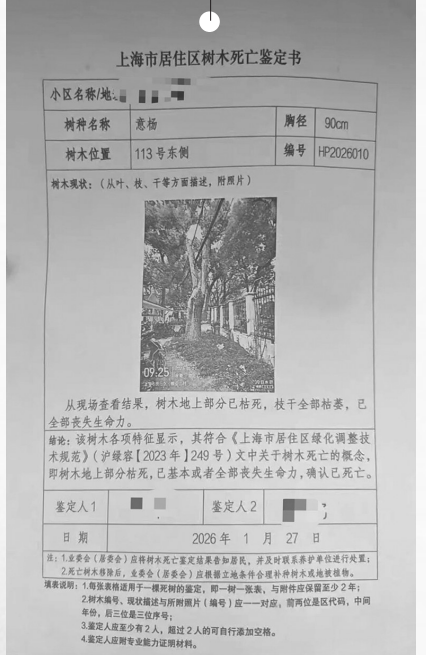 上海市居住区树木死亡鉴定书
小区名称/地
树种名称 意杨 胸径 90cm
树木位置 113号东侧 编号 HP2026010
树木现状：（从叶、枝、干等方面描述，附照片）
09:25
从现场查看结果，树木地上部分已枯死，枝干全部枯萎，已
全部丧失生命力。
结论：该树木各项特征显示，其符合《上海市居住区绿化调整技
术规范》（沪绿容【2023年】249号）文中关于树木死亡的概念，
即树木地上部分枯死,已基本或者全部丧失生命力，确认已死亡。
鉴定人1 鉴定人2
日期 2026 年 1 月 27 日
注：1.业委会（居委会）应将树木死亡鉴定结果告知居民，并及时联系养护单位进行处置；
2.死亡树木移除后，业委会（居委会）应根据立地条件合理补种树木或地被植物。
填表说明：1.每张表格适用于一棵死树的鉴定，即一树一张表，与附件应保留至少2年；
2.树木编号、现状描述与所附照片（编号）应一一对应。前两位是区代码，中间
年份，后三位是三位序号；
3.鉴定人应至少有2人，超过2人的可自行添加空格。
4.鉴定人应附专业能力证明材料。